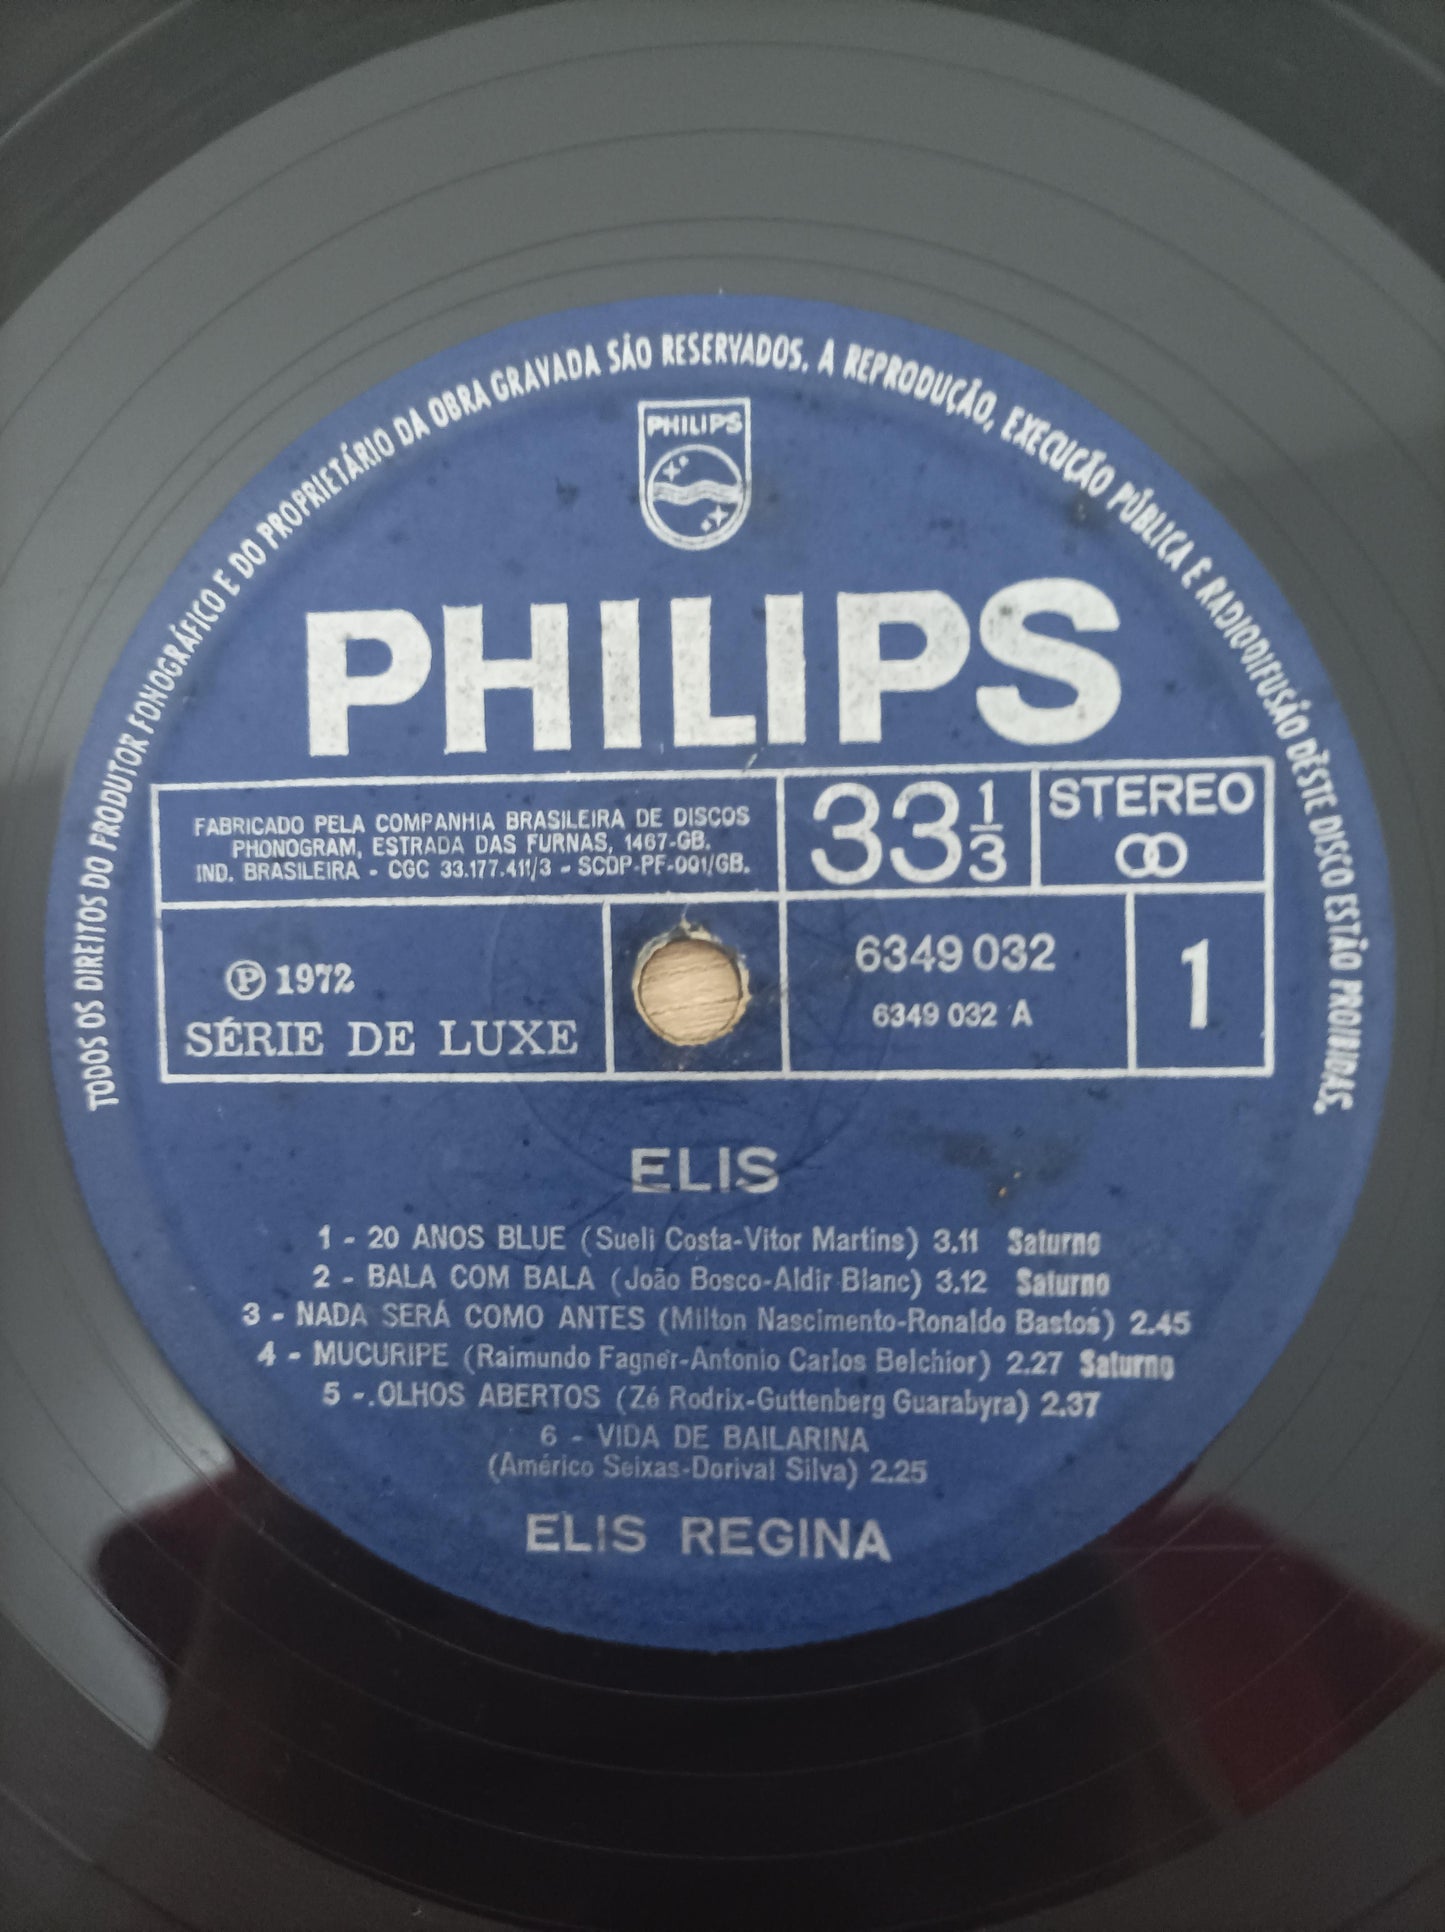 TODOS OS DIREITOS DO PRODUTOR FONOGRÁFICO E DO PROPRIETÁRIO DA OBRA GRAVADA SÃO RESERVADOS. A REPRODUÇÃO, EXECUÇÃO PÚBLICA E RADIODIFUSÃO DÊSTE DISCO ESTÃO PROIBIDAS.
PHILIPS
PHILIPS
FABRICADO PELA COMPANHIA BRASILEIRA DE DISCOS
PHONOGRAM, ESTRADA DAS FURNAS, 1467-GB.
IND. BRASILEIRA - CGC 33.177.411/3 - SCDP-PF-001/GB.
33 1/3
STEREO
℗ 1972
SÉRIE DE LUXE
6349 032
6349 032 A
1
ELIS
1 - 20 ANOS BLUE (Sueli Costa-Vitor Martins) 3.11 Saturno
2 - BALA COM BALA (João Bosco-Aldir Blanc) 3.12 Saturno
3 - NADA SERÁ COMO ANTES (Milton Nascimento-Ronaldo Bastos) 2.45
4 - MUCURIPE (Raimundo Fagner-Antonio Carlos Belchior) 2.27 Saturno
5 -.OLHOS ABERTOS (Zé Rodrix-Guttenberg Guarabyra) 2.37
6 - VIDA DE BAILARINA
(Américo Seixas-Dorival Silva) 2.25
ELIS REGINA